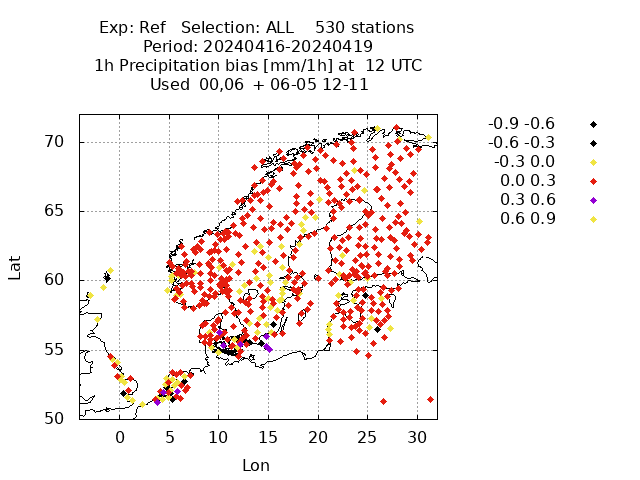 Exp: Ref Selection: ALL 530 stations
Period: 20240416-20240419
1h Precipitation bias [mm/1h] at 12 UTC
Used 00,06 + 06-05 12-11
-0.9 -0.6
-0.6 -0.3
-0.3 0.0
0.0 0.3
0.3 0.6
0.6 0.9
70
65
60
55
50
Lat
0 5 10 15 20 25 30
Lon